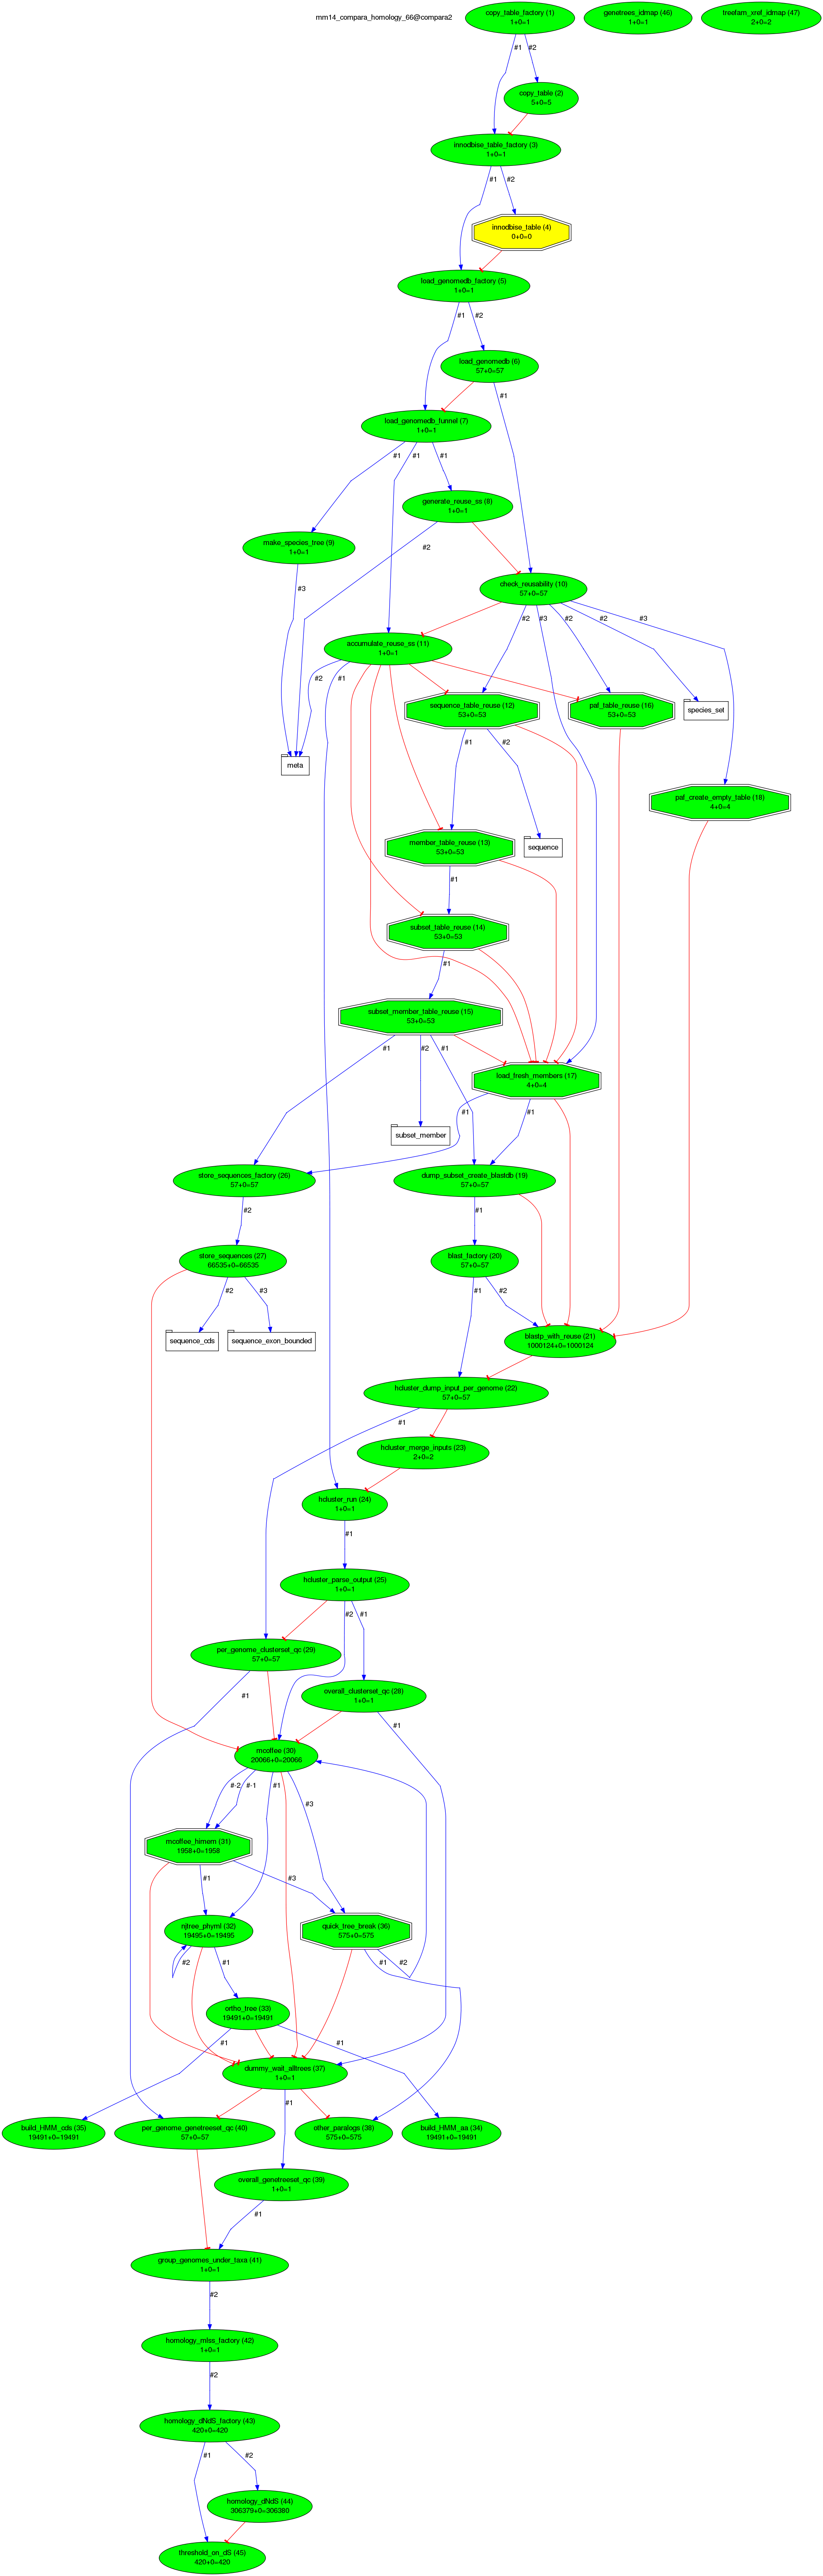 mm14_compara_homology_66@compara2
copy_table_factory (1)
1+0=1
genetrees_idmap (46)
1+0=1
treefam_xref_idmap (47)
2+0=2
#1
#2
copy_table (2)
5+0=5
innodbise_table_factory (3)
1+0=1
#1
#2
innodbise_table (4)
0+0=0
load_genomedb_factory (5)
1+0=1
#1
#2
load_genomedb (6)
57+0=57
#1
load_genomedb_funnel (7)
1+0=1
#1
#1
#1
generate_reuse_ss (8)
1+0=1
make_species_tree (9)
1+0=1
#2
check_reusability (10)
57+0=57
#3
#2
#3
#2
#2
#3
accumulate_reuse_ss (11)
1+0=1
#2
#1
sequence_table_reuse (12)
53+0=53
paf_table_reuse (16)
53+0=53
species_set
#1
#2
meta
paf_create_empty_table (18)
4+0=4
member_table_reuse (13)
53+0=53
sequence
#1
subset_table_reuse (14)
53+0=53
#1
subset_member_table_reuse (15)
53+0=53
#1
#2
#1
load_fresh_members (17)
4+0=4
#1
#1
subset_member
store_sequences_factory (26)
57+0=57
dump_subset_create_blastdb (19)
57+0=57
#2
#1
store_sequences (27)
66535+0=66535
blast_factory (20)
57+0=57
#2
#3
#1
#2
sequence_cds
sequence_exon_bounded
blastp_with_reuse (21)
1000124+0=1000124
hcluster_dump_input_per_genome (22)
57+0=57
#1
hcluster_merge_inputs (23)
2+0=2
hcluster_run (24)
1+0=1
#1
hcluster_parse_output (25)
1+0=1
#2
#1
per_genome_clusterset_qc (29)
57+0=57
#1
overall_clusterset_qc (28)
1+0=1
#1
mcoffee (30)
20066+0=20066
#-2
#-1
#1
#3
mcoffee_himem (31)
1958+0=1958
#1
#3
njtree_phyml (32)
19495+0=19495
quick_tree_break (36)
575+0=575
#2
#1
#1
#2
ortho_tree (33)
19491+0=19491
#1
#1
dummy_wait_alltrees (37)
1+0=1
#1
build_HMM_cds (35)
19491+0=19491
per_genome_genetreeset_qc (40)
57+0=57
other_paralogs (38)
575+0=575
build_HMM_aa (34)
19491+0=19491
overall_genetreeset_qc (39)
1+0=1
#1
group_genomes_under_taxa (41)
1+0=1
#2
homology_mlss_factory (42)
1+0=1
#2
homology_dNdS_factory (43)
420+0=420
#1
#2
homology_dNdS (44)
306379+0=306380
threshold_on_dS (45)
420+0=420